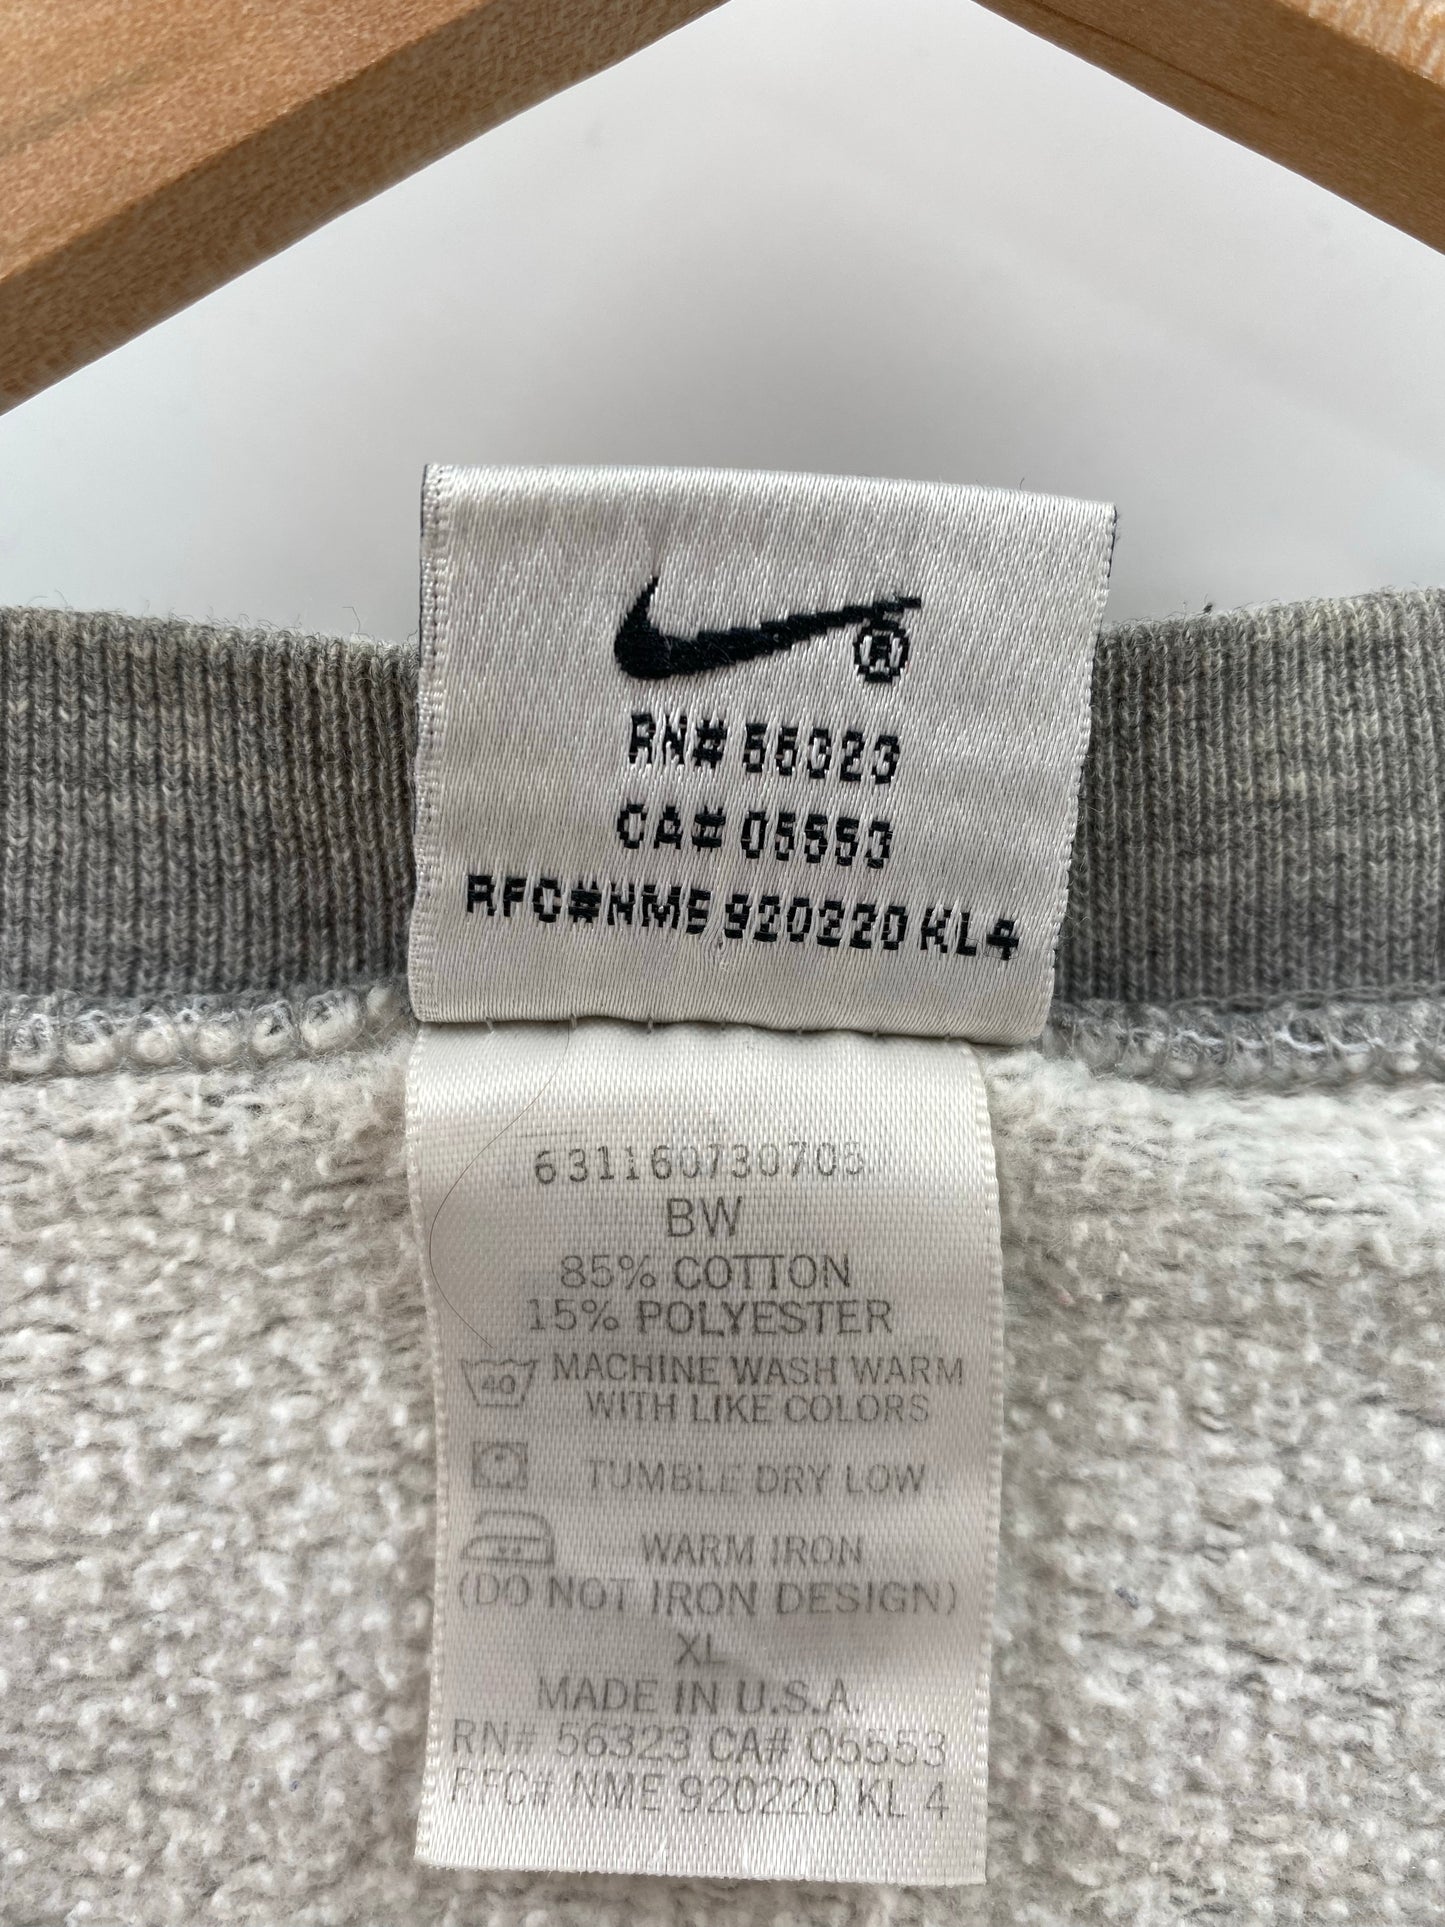 ®
RN# 56323
CA# 05553
RFC#NME 920220 KL4
631160730708
BW
85% COTTON
15% POLYESTER
40 MACHINE WASH WARM
WITH LIKE COLORS
TUMBLE DRY LOW
WARM IRON
(DO NOT IRON DESIGN)
XL
MADE IN U.S.A.
RN# 56323 CA# 05553
RFC# NME 920220 KL 4